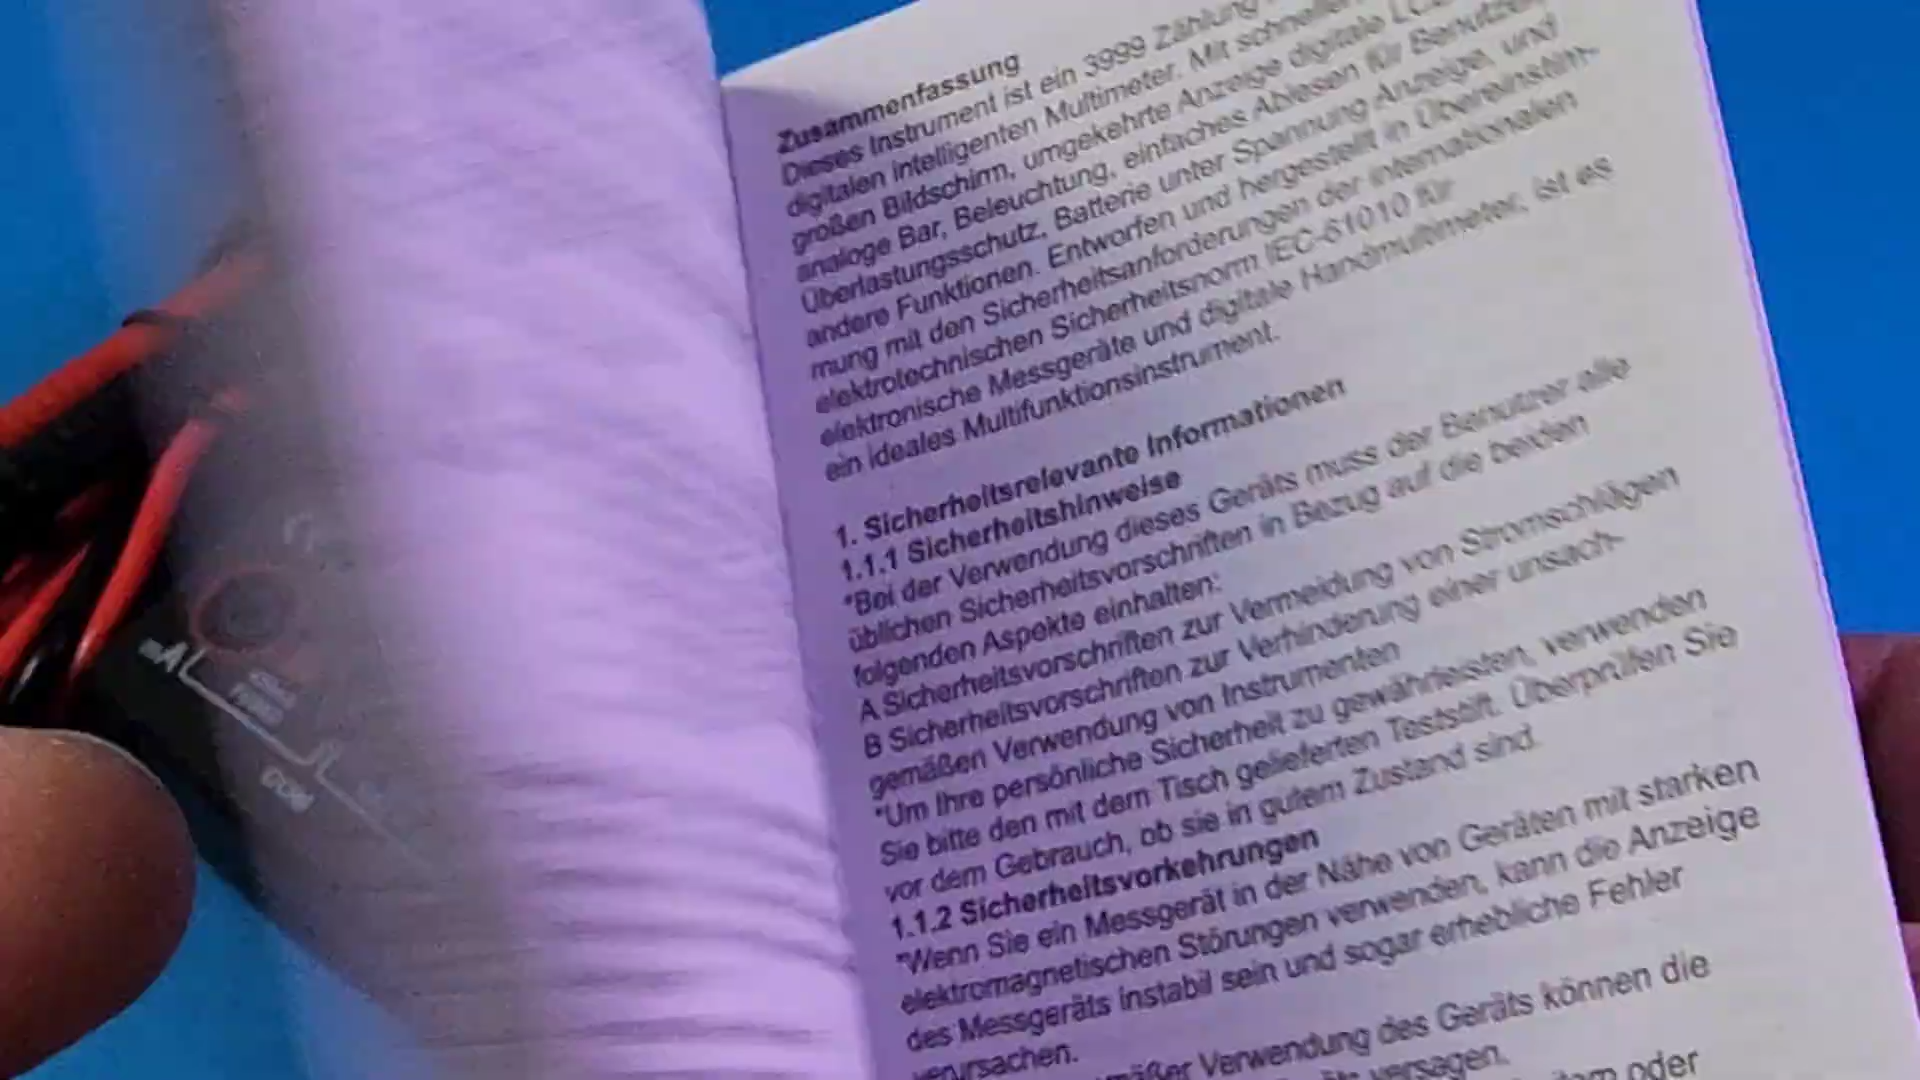 Zusammenfassung
Dieses Instrument ist ein 3999 Zählung
digitalen intelligenten Multimeter. Mit schnellen
großen Bildschirm, umgekehrte Anzeige digitale LCD
analoge Bar, Beleuchtung, einfaches Ablesen für Benutzer,
Überlastungsschutz, Batterie unter Spannung Anzeige, und
andere Funktionen. Entworfen und hergestellt in Übereinstim-
mung mit den Sicherheitsanforderungen der internationalen
elektrotechnischen Sicherheitsnorm IEC-61010 für
elektronische Messgeräte und digitale Handmultimeter, ist es
ein ideales Multifunktionsinstrument.
1. Sicherheitsrelevante Informationen
1.1.1 Sicherheitshinweise
*Bei der Verwendung dieses Geräts muss der Benutzer alle
üblichen Sicherheitsvorschriften in Bezug auf die beiden
folgenden Aspekte einhalten:
A Sicherheitsvorschriften zur Vermeidung von Stromschlägen
B Sicherheitsvorschriften zur Verhinderung einer unsach-
gemäßen Verwendung von Instrumenten
*Um Ihre persönliche Sicherheit zu gewährleisten, verwenden
Sie bitte den mit dem Tisch gelieferten Teststift. Überprüfen Sie
vor dem Gebrauch, ob sie in gutem Zustand sind.
1.1.2 Sicherheitsvorkehrungen
*Wenn Sie ein Messgerät in der Nähe von Geräten mit starken
elektromagnetischen Störungen verwenden, kann die Anzeige
des Messgeräts instabil sein und sogar erhebliche Fehler
verursachen.
Verwendung des Geräts können die
versagen.
oder
mA